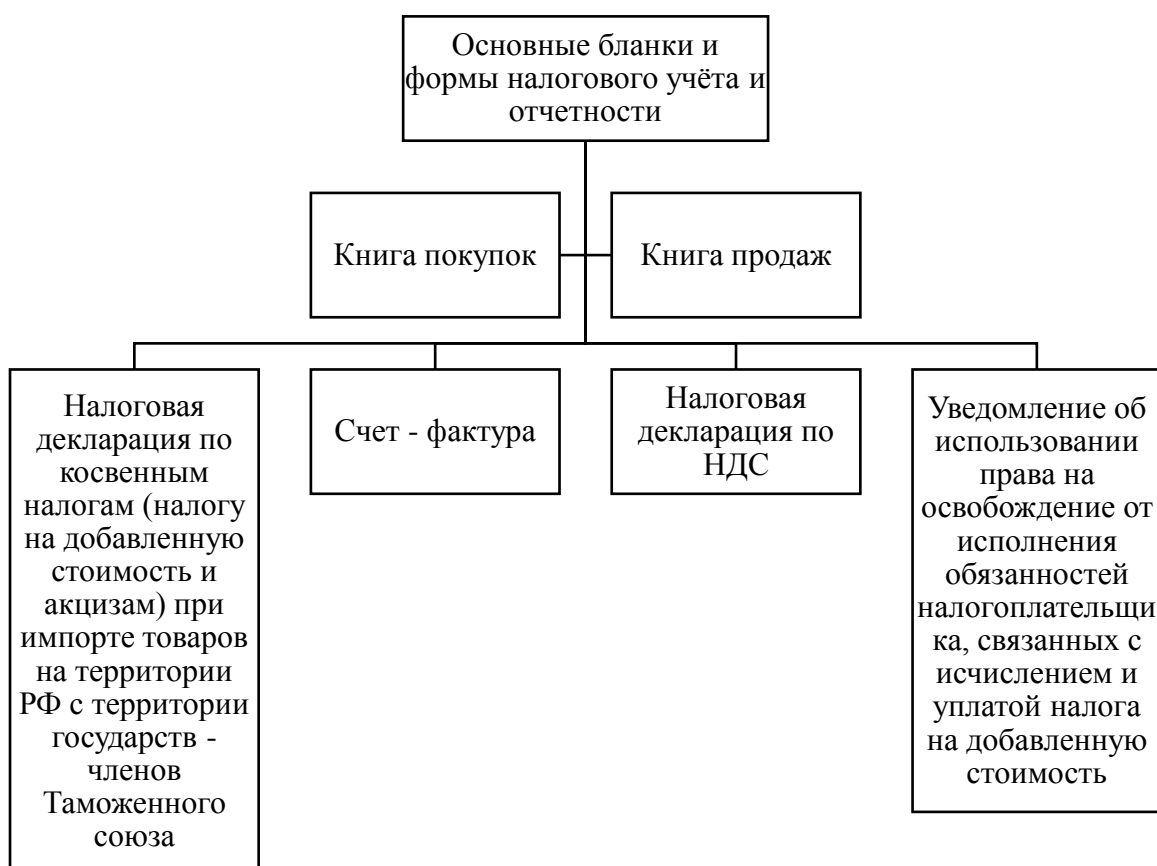 Основные бланки и
формы налогового учёта и
отчетности
Книга покупок
Книга продаж
Налоговая
декларация по
косвенным
налогам (налогу
на добавленную
стоимость и
акцизам) при
импорте товаров
на территории
РФ с территории
государств -
членов
Таможенного
союза
Счет - фактура
Налоговая
декларация по
НДС
Уведомление об
использовании
права на
освобождение от
исполнения
обязанностей
налогоплательщи
ка, связанных с
исчислением и
уплатой налога
на добавленную
стоимость